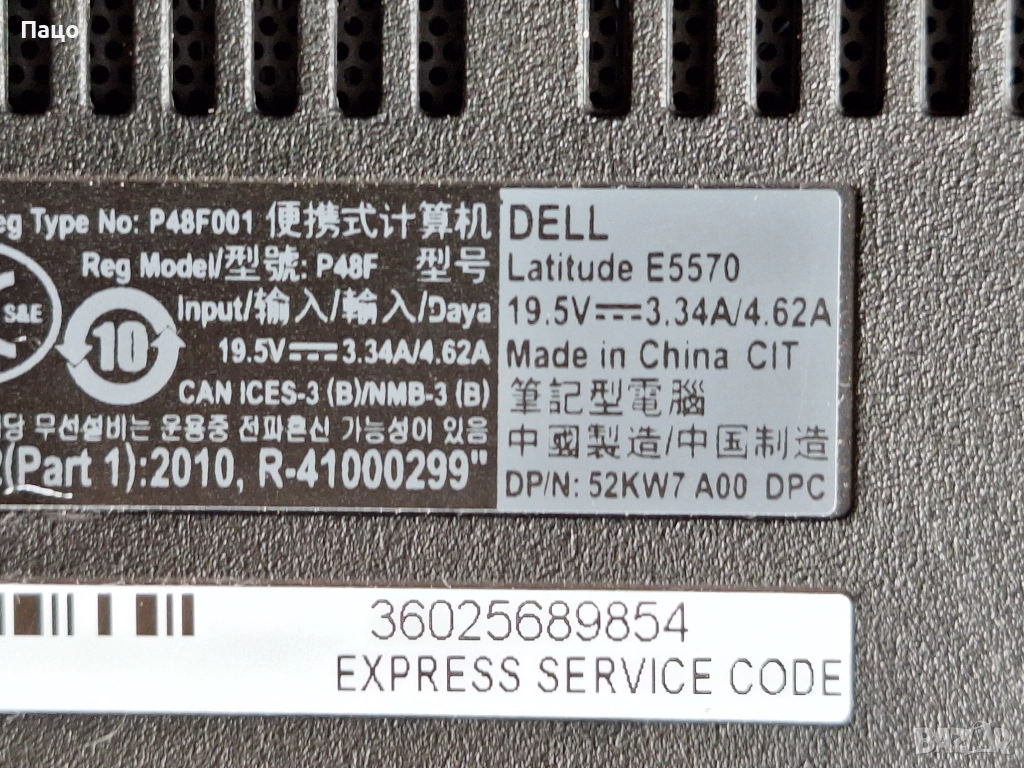 Пацо
eg Type No: P48F001 便携式计算机
Reg Model/型號: P48F 型号
Input/输入/輸入/Daya
19.5V⎓3.34A/4.62A
CAN ICES-3 (B)/NMB-3 (B)
당 무선설비는 운용중 전파혼신 가능성이 있음
2(Part 1):2010, R-41000299"
S&E
10
DELL
Latitude E5570
19.5V⎓3.34A/4.62A
Made in China CIT
筆記型電腦
中國製造/中国制造
DP/N: 52KW7 A00 DPC
36025689854
EXPRESS SERVICE CODE